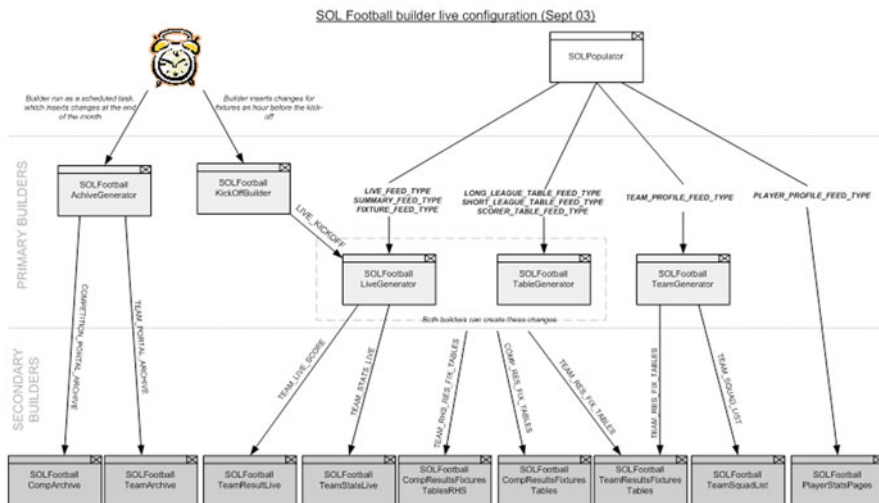 SOL Football builder live configuration (Sept 03)
SOLPopulator
Builder run as a scheduled task,
which inserts changes at the end
of the month
Builder inserts changes for
fixtures an hour before the kick-
off
PRIMARY BUILDERS
SOLFootball
AchiveGenerator
SOLFootball
KickOffBuilder
LIVE_FEED_TYPE
SUMMARY_FEED_TYPE
FIXTURE_FEED_TYPE
LONG_LEAGUE_TABLE_FEED_TYPE
SHORT_LEAGUE_TABLE_FEED_TYPE
SCORER_TABLE_FEED_TYPE
TEAM_PROFILE_FEED_TYPE
PLAYER_PROFILE_FEED_TYPE
LIVE_KICKOFF
SOLFootball
LiveGenerator
SOLFootball
TableGenerator
SOLFootball
TeamGenerator
Both builders can create these changes
SECONDARY
BUILDERS
COMPETITION_PORTAL_ARCHIVE
TEAM_PORTAL_ARCHIVE
TEAM_LIVE_SCORE
TEAM_STATS_LIVE
TEAM_RHS_RES_FIX_TABLES
COMP_RES_FIX_TABLES
TEAM_RES_FIX_TABLES
TEAM_RES_FIX_TABLES
TEAM_SQUAD_LIST
SOLFootball
CompArchive
SOLFootball
TeamArchive
SOLFootball
TeamResultLive
SOLFootball
TeamStatsLive
SOLFootball
CompResultsFixtures
TablesRHS
SOLFootball
CompResultsFixtures
Tables
SOLFootball
TeamResultsFixtures
Tables
SOLFootball
TeamSquadList
SOLFootball
PlayerStatsPages